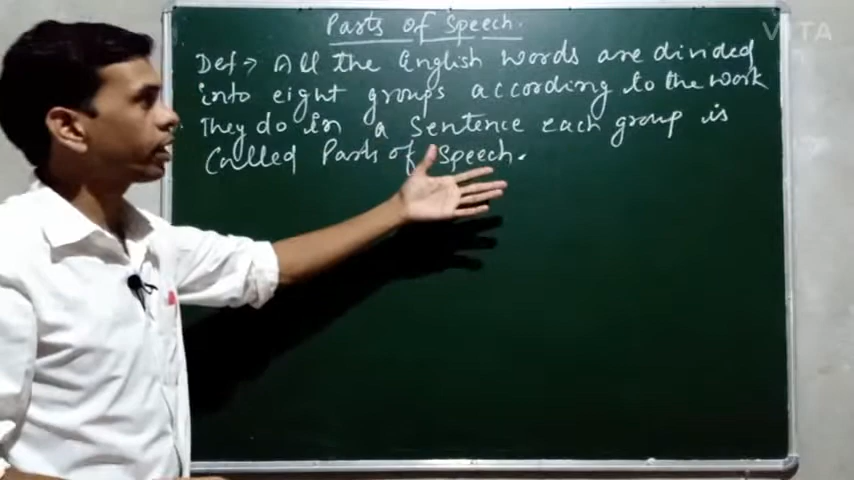 Parts of Speech.
VITA
Def → All the English words are divided
into eight groups according to the work
They do in a sentence each group is
Called Parts of Speech.